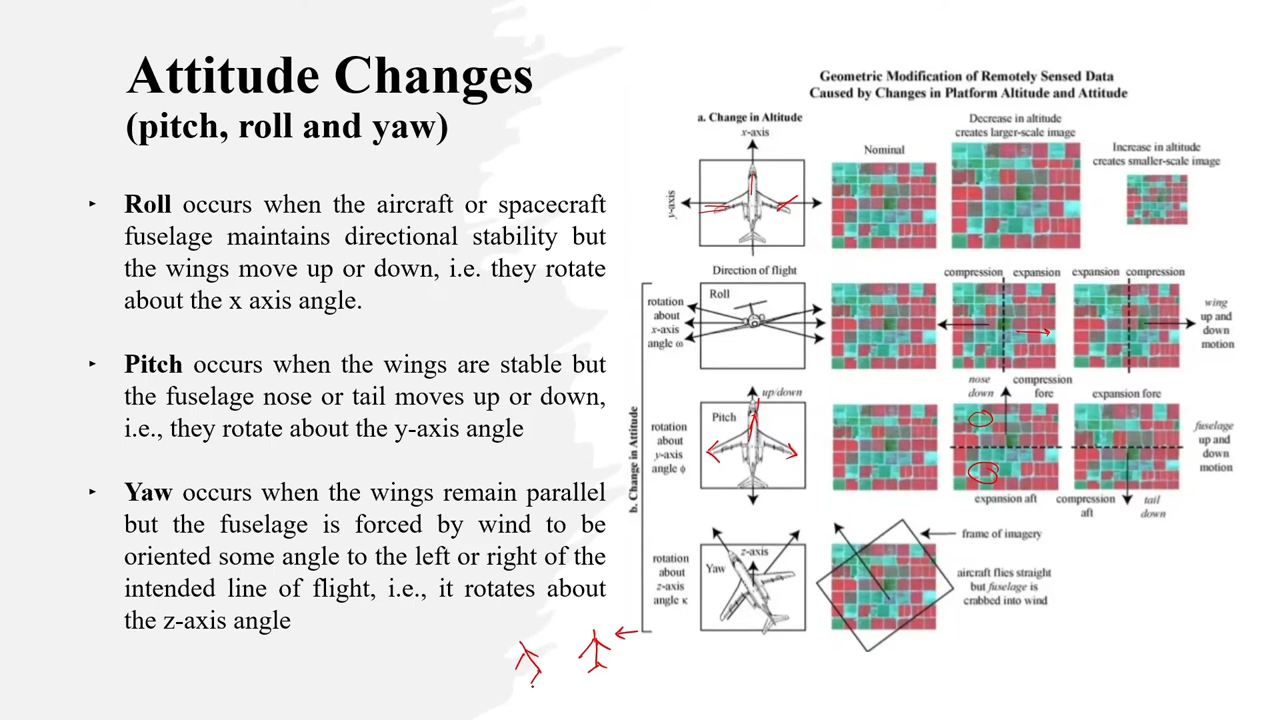 Attitude Changes
(pitch, roll and yaw)
‣ Roll occurs when the aircraft or spacecraft
fuselage maintains directional stability but
the wings move up or down, i.e. they rotate
about the x axis angle.
‣ Pitch occurs when the wings are stable but
the fuselage nose or tail moves up or down,
i.e., they rotate about the y-axis angle
‣ Yaw occurs when the wings remain parallel
but the fuselage is forced by wind to be
oriented some angle to the left or right of the
intended line of flight, i.e., it rotates about
the z-axis angle
Geometric Modification of Remotely Sensed Data
Caused by Changes in Platform Altitude and Attitude
a. Change in Altitude
x-axis
y-axis
Nominal
Decrease in altitude
creates larger-scale image
Increase in altitude
creates smaller-scale image
Direction of flight
b. Change in Attitude
rotation
about
x-axis
angle ω
Roll
compression expansion
expansion compression
wing
up and
down
motion
rotation
about
y-axis
angle ϕ
Pitch
up/down
nose
down
compression
fore
expansion fore
expansion aft
compression
aft
tail
down
fuselage
up and
down
motion
rotation
about
z-axis
angle κ
Yaw
z-axis
frame of imagery
aircraft flies straight
but fuselage is
crabbed into wind